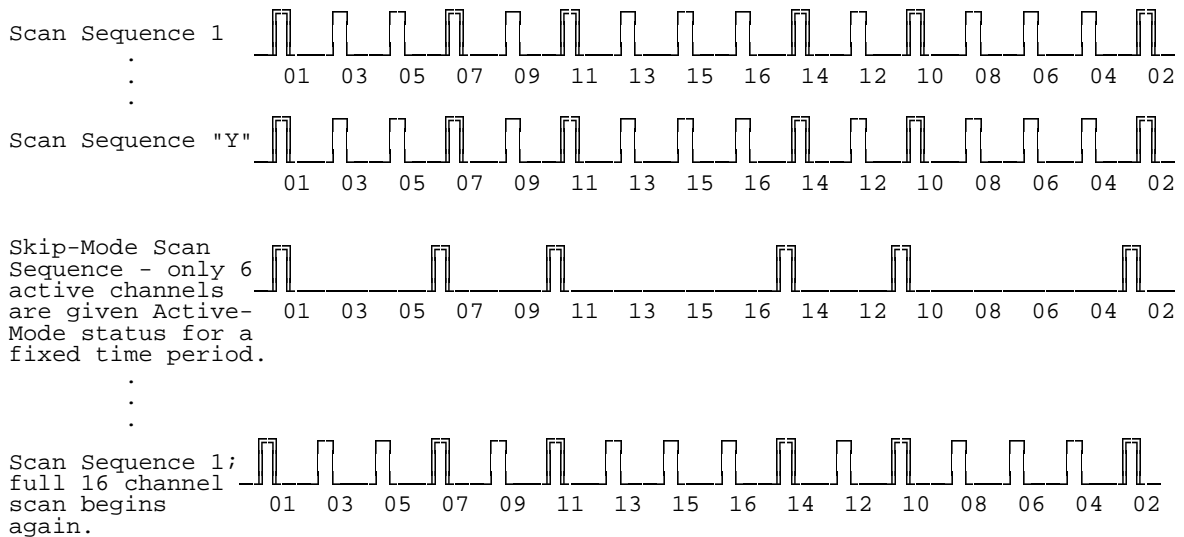 Scan Sequence 1
.
01 03 05 07 09 11 13 15 16 14 12 10 08 06 04 02
.
Scan Sequence "Y"
01 03 05 07 09 11 13 15 16 14 12 10 08 06 04 02
Skip-Mode Scan
Sequence - only 6
active channels
are given Active-
01 03 05 07 09 11 13 15 16 14 12 10 08 06 04 02
Mode status for a
fixed time period.
.
.
.
Scan Sequence 1;
full 16 channel
scan begins
01 03 05 07 09 11 13 15 16 14 12 10 08 06 04 02
again.